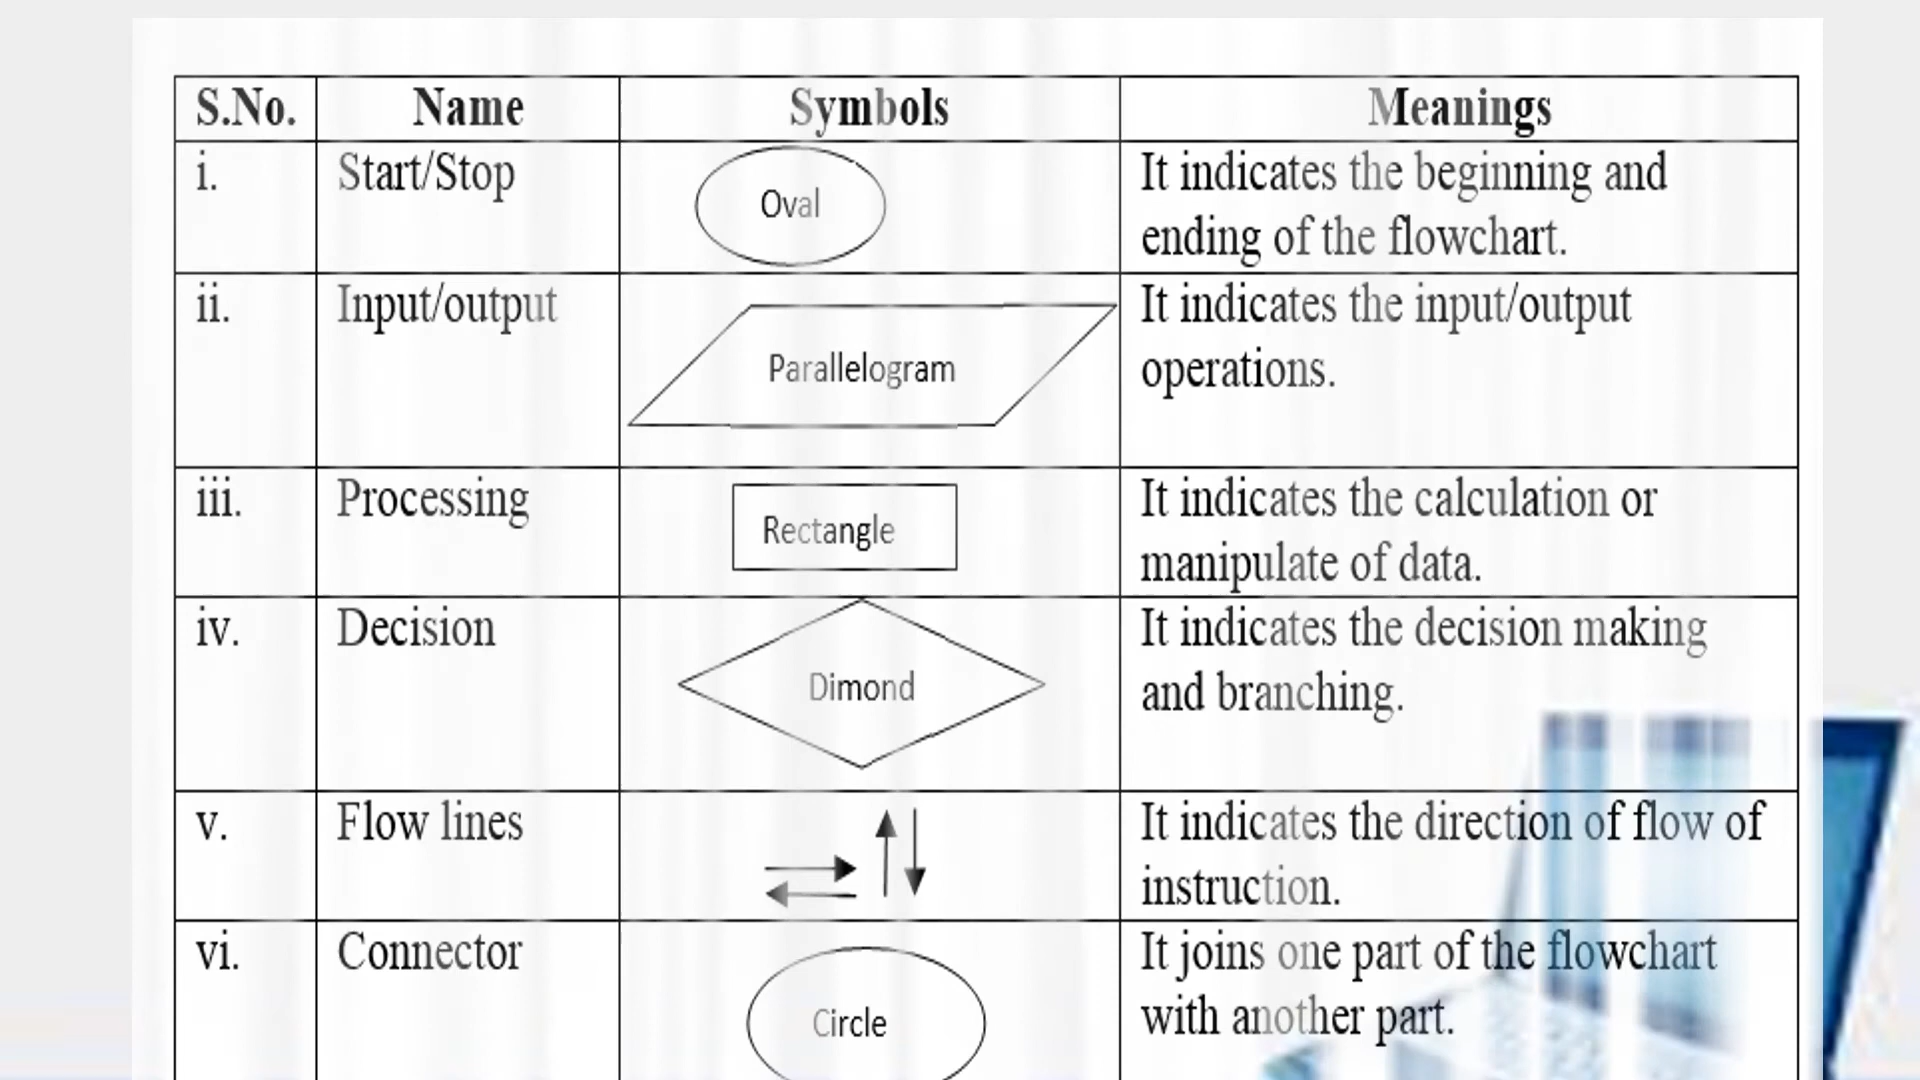 S.No. Name Symbols Meanings
i. Start/Stop Oval It indicates the beginning and
ending of the flowchart.
ii. Input/output Parallelogram It indicates the input/output
operations.
iii. Processing Rectangle It indicates the calculation or
manipulate of data.
iv. Decision Dimond It indicates the decision making
and branching.
v. Flow lines It indicates the direction of flow of
instruction.
vi. Connector Circle It joins one part of the flowchart
with another part.